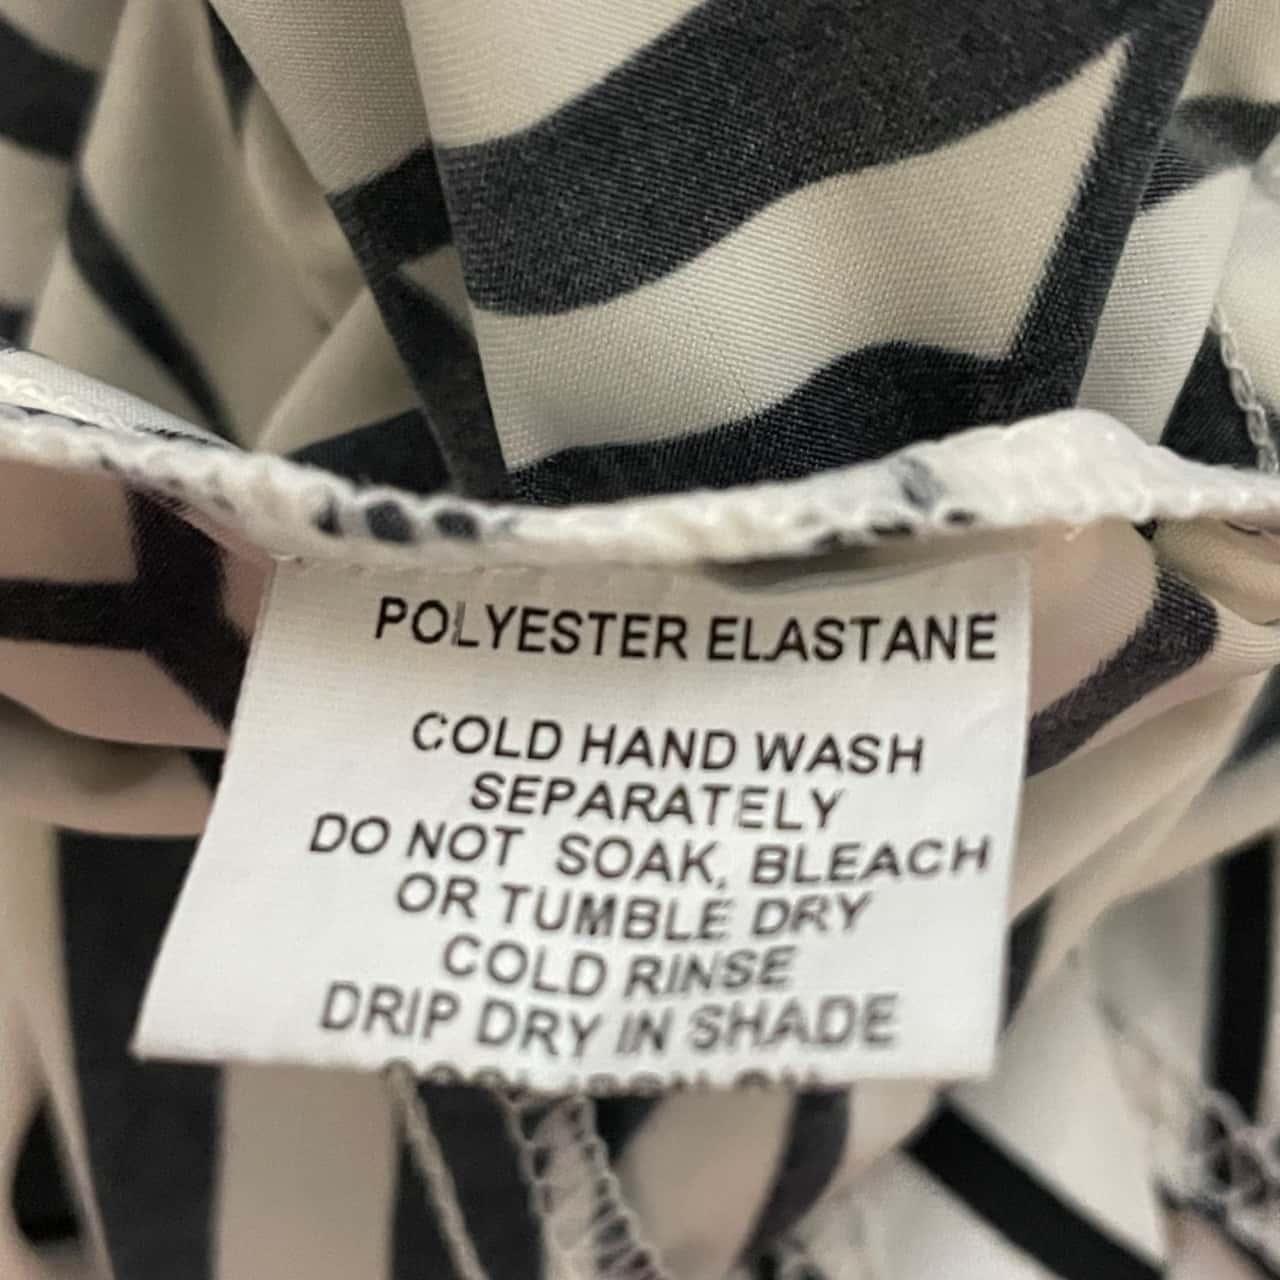 POLYESTER ELASTANE
COLD HAND WASH
SEPARATELY
DO NOT SOAK, BLEACH
OR TUMBLE DRY
COLD RINSE
DRIP DRY IN SHADE